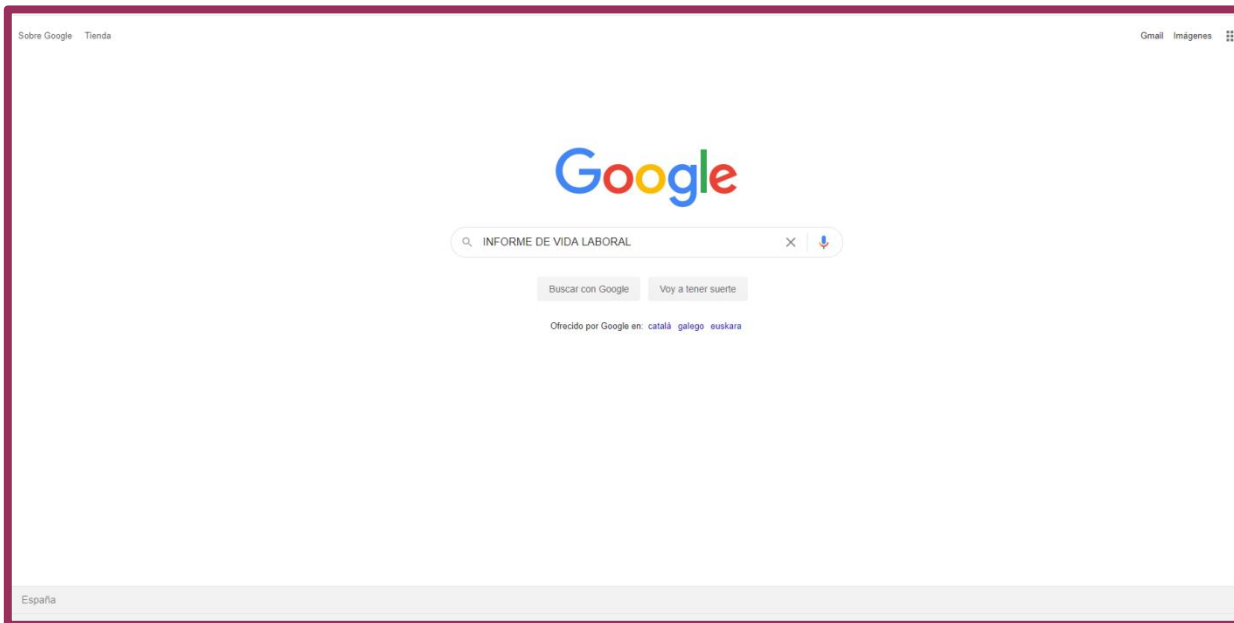 Sobre Google Tienda
Gmail Imágenes
Google
INFORME DE VIDA LABORAL
Buscar con Google Voy a tener suerte
Ofrecido por Google en: català galego euskara
España